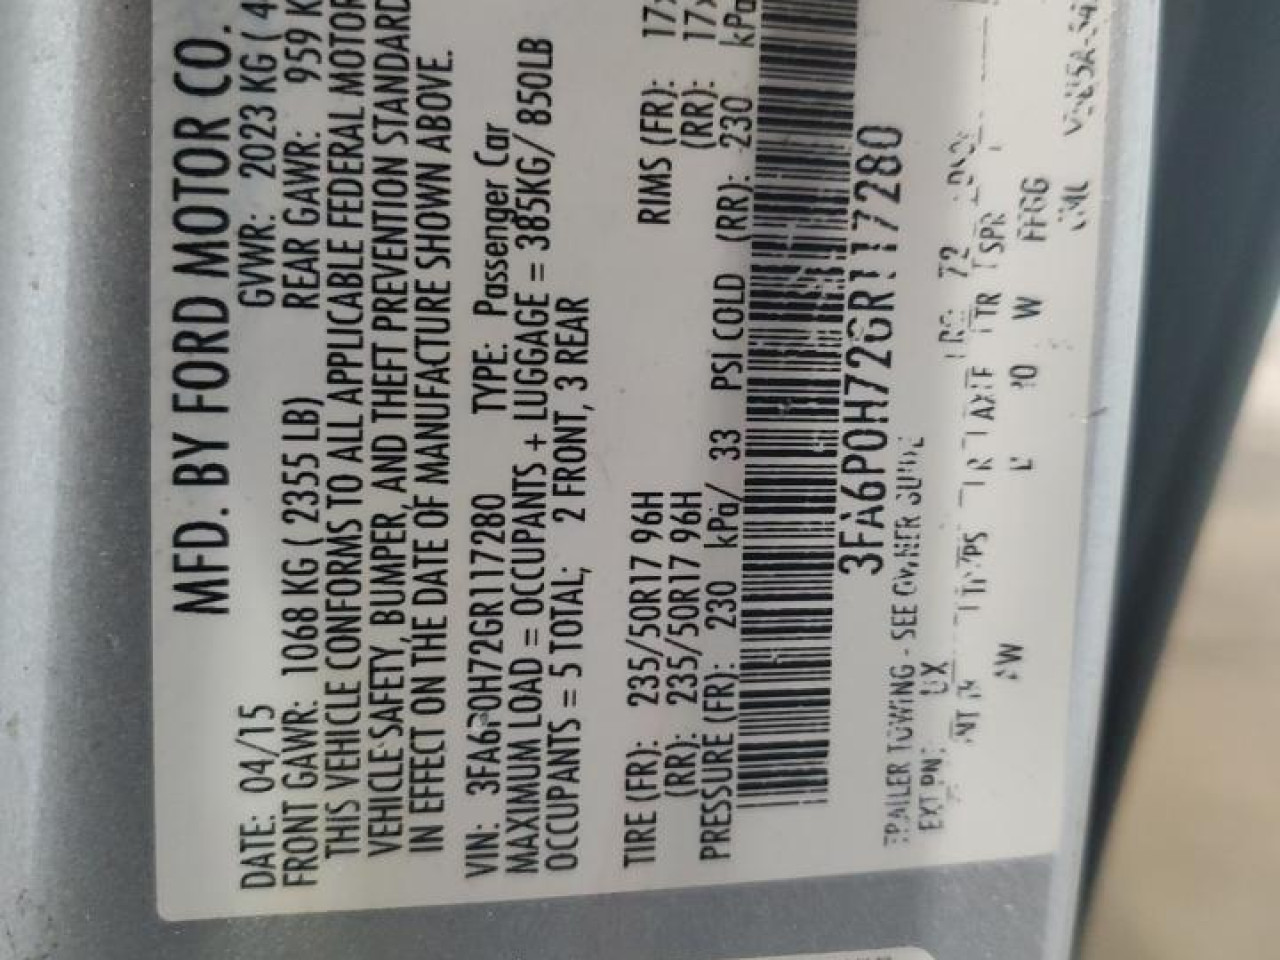 MFD. BY FORD MOTOR CO.
DATE: 04/15 GVWR: 2023 KG ( 4
FRONT GAWR: 1068 KG ( 2355 LB) REAR GAWR: 959 K
THIS VEHICLE CONFORMS TO ALL APPLICABLE FEDERAL MOTOR
VEHICLE SAFETY, BUMPER, AND THEFT PREVENTION STANDARD
IN EFFECT ON THE DATE OF MANUFACTURE SHOWN ABOVE.
VIN: 3FA6P0H72GR117280 TYPE: Passenger Car
MAXIMUM LOAD = OCCUPANTS + LUGGAGE = 385KG/ 850LB
OCCUPANTS = 5 TOTAL; 2 FRONT, 3 REAR
TIRE (FR): 235/50R17 96H RIMS (FR): 17x
(RR): 235/50R17 96H (RR): 17x
PRESSURE (FR): 230 kPa/ 33 PSI COLD (RR): 230 kPa
3FA6P0H72GR117280
TRAILER TOWING - SEE OWNER GUIDE
EXT PNT: UX
W